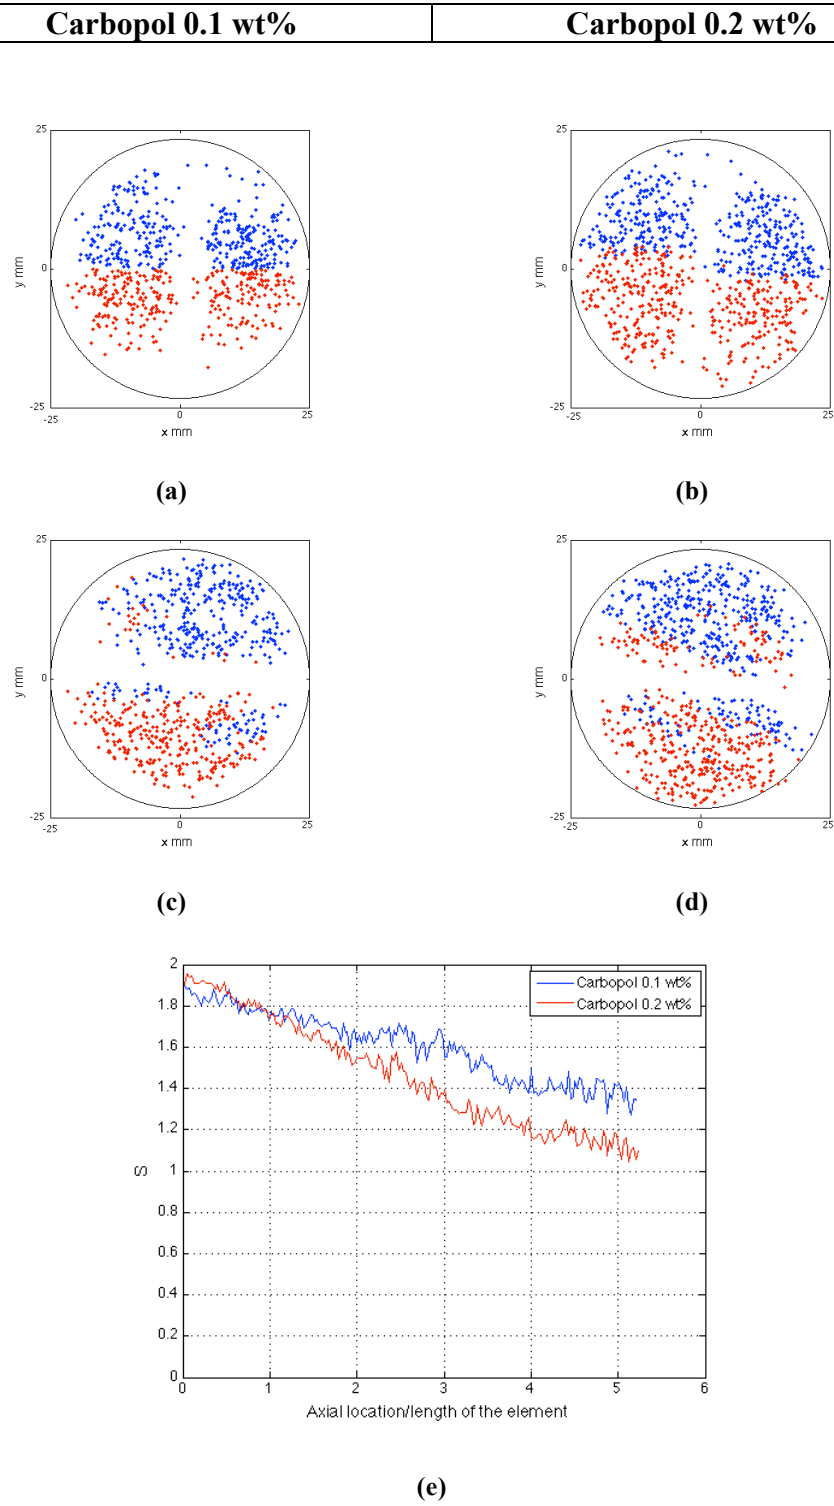 Carbopol 0.1 wt% Carbopol 0.2 wt%
25
0
-25
-25 0 25
y mm
x mm
25
0
-25
-25 0 25
y mm
x mm
(a) (b)
25
0
-25
-25 0 25
y mm
x mm
25
0
-25
-25 0 25
y mm
x mm
(c) (d)
2
1.8
1.6
1.4
1.2
1
0.8
0.6
0.4
0.2
0
S
Carbopol 0.1 wt%
Carbopol 0.2 wt%
0 1 2 3 4 5 6
Axial location/length of the element
(e)